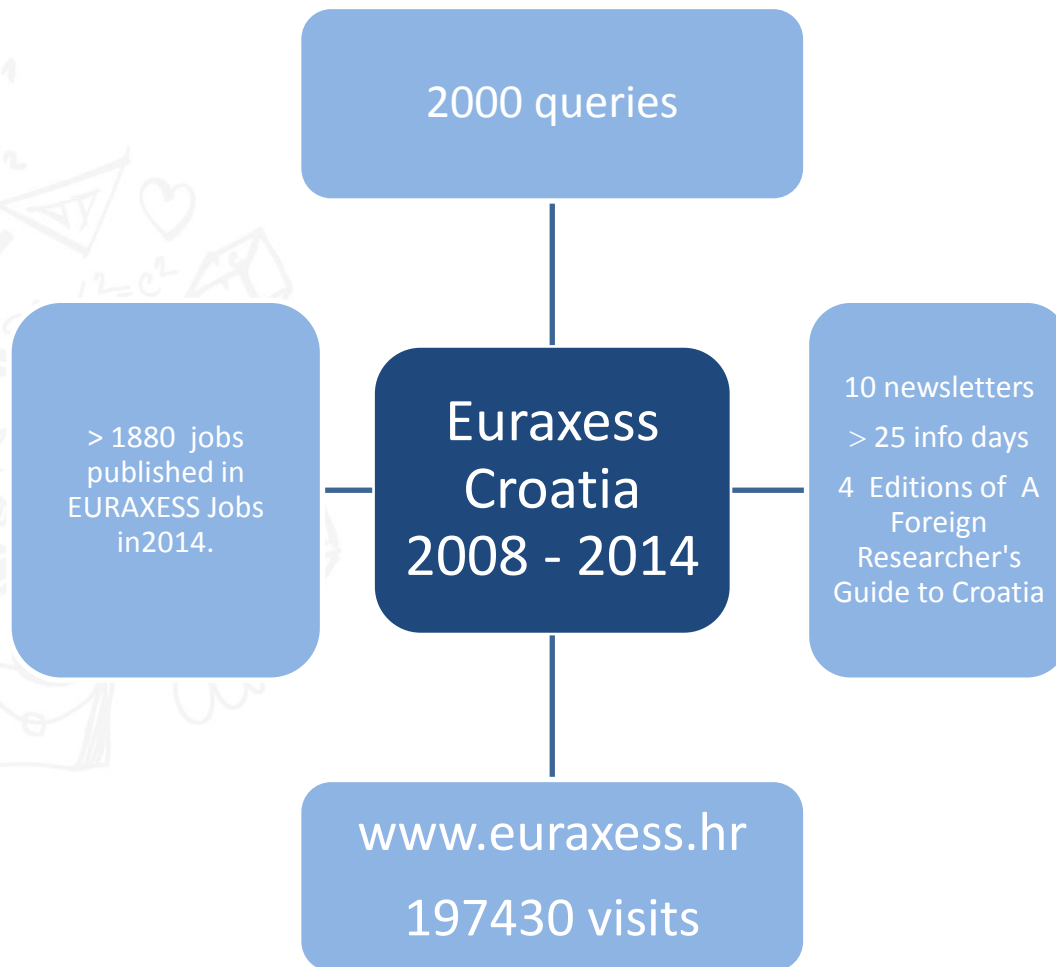 2000 queries
> 1880 jobs
published in
EURAXESS Jobs
in2014.
Euraxess
Croatia
2008 - 2014
10 newsletters
> 25 info days
4 Editions of A
Foreign
Researcher's
Guide to Croatia
www.euraxess.hr
197430 visits